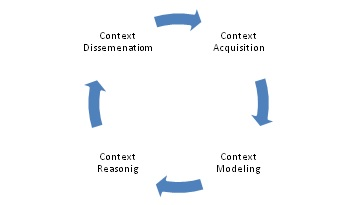 Context
Dissemenatiom
Context
Acquisition
Context
Reasonig
Context
Modeling